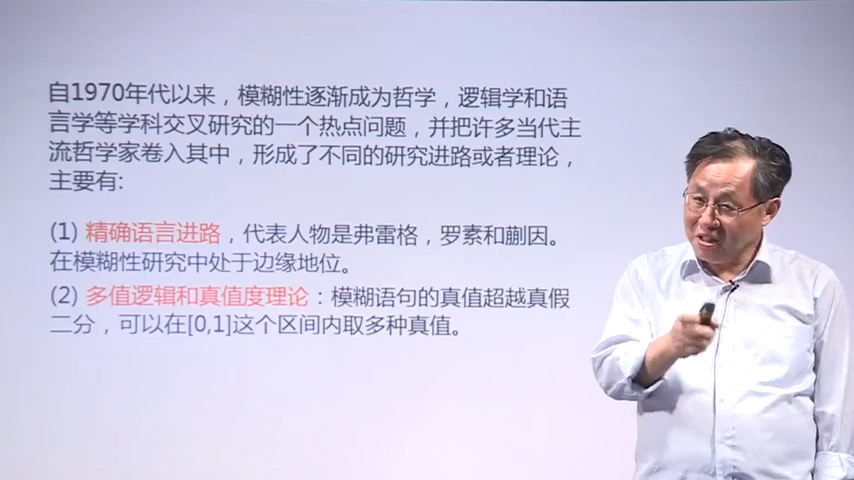 自1970年代以来，模糊性逐渐成为哲学，逻辑学和语
言学等学科交叉研究的一个热点问题，并把许多当代主
流哲学家卷入其中，形成了不同的研究进路或者理论，
主要有:
(1) 精确语言进路，代表人物是弗雷格，罗素和蒯因。
在模糊性研究中处于边缘地位。
(2) 多值逻辑和真值度理论：模糊语句的真值超越真假
二分，可以在[0,1]这个区间内取多种真值。